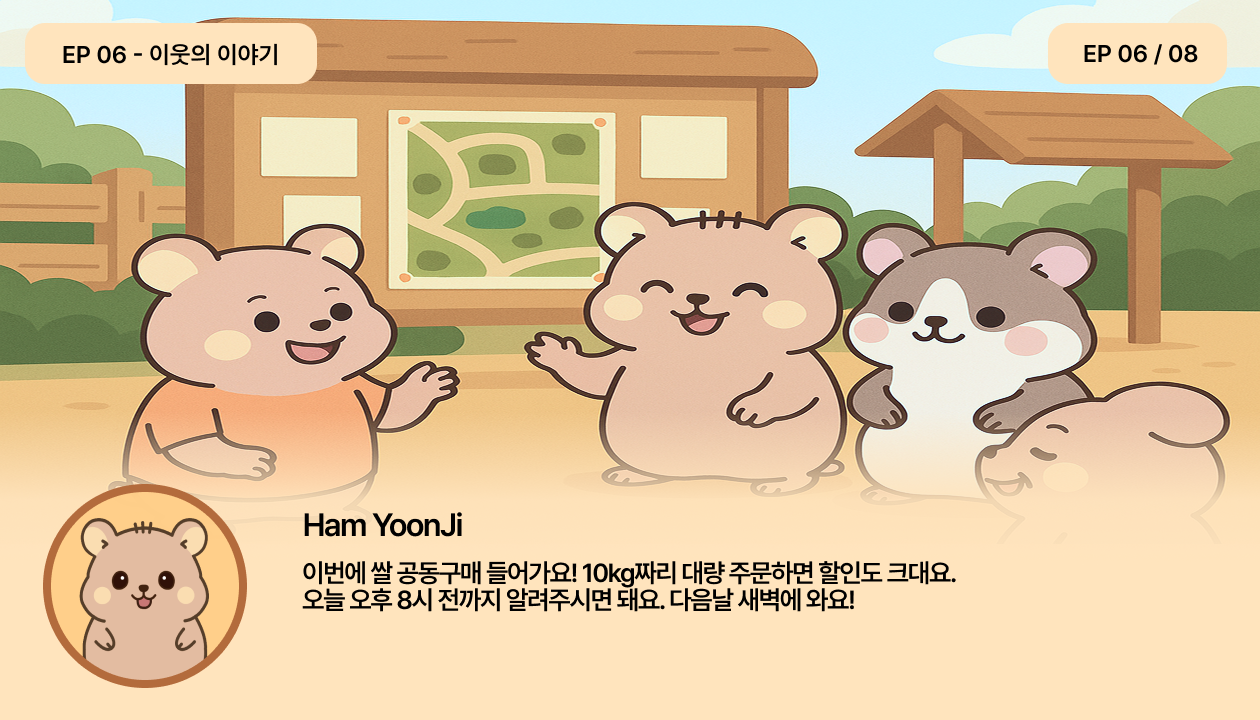 EP 06 - 이웃의 이야기
EP 06 / 08
Ham YoonJi
이번에 쌀 공동구매 들어가요! 10kg짜리 대량 주문하면 할인도 크대요.
오늘 오후 8시 전까지 알려주시면 돼요. 다음날 새벽에 와요!